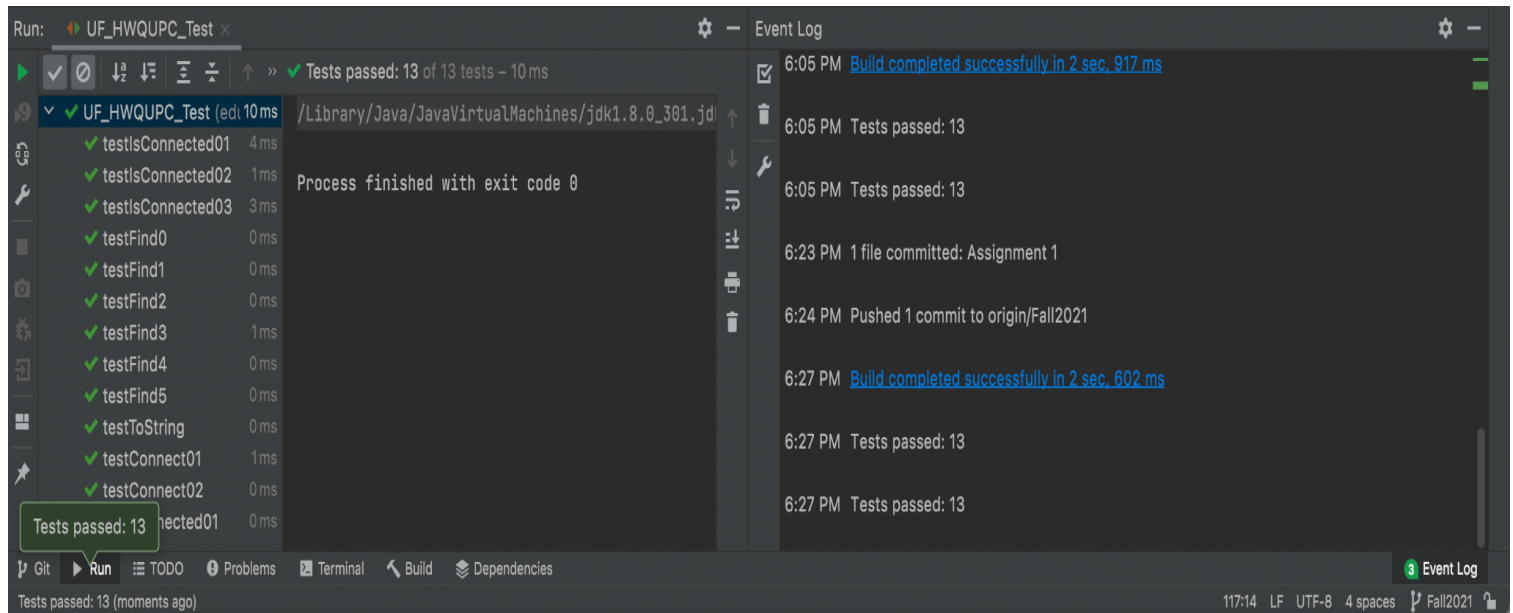 Run: UF_HWQUPC_Test
Tests passed: 13 of 13 tests – 10 ms
UF_HWQUPC_Test (edu 10 ms
testIsConnected01 4 ms
testIsConnected02 1 ms
testIsConnected03 3 ms
testFind0 0 ms
testFind1 0 ms
testFind2 0 ms
testFind3 1 ms
testFind4 0 ms
testFind5 0 ms
testToString 0 ms
testConnect01 1 ms
testConnect02 0 ms
nected01 0 ms
Tests passed: 13
/Library/Java/JavaVirtualMachines/jdk1.8.0_301.jd
Process finished with exit code 0
Event Log
6:05 PM Build completed successfully in 2 sec, 917 ms
6:05 PM Tests passed: 13
6:05 PM Tests passed: 13
6:23 PM 1 file committed: Assignment 1
6:24 PM Pushed 1 commit to origin/Fall2021
6:27 PM Build completed successfully in 2 sec, 602 ms
6:27 PM Tests passed: 13
6:27 PM Tests passed: 13
Git Run TODO Problems Terminal Build Dependencies 3 Event Log
Tests passed: 13 (moments ago) 117:14 LF UTF-8 4 spaces Fall2021